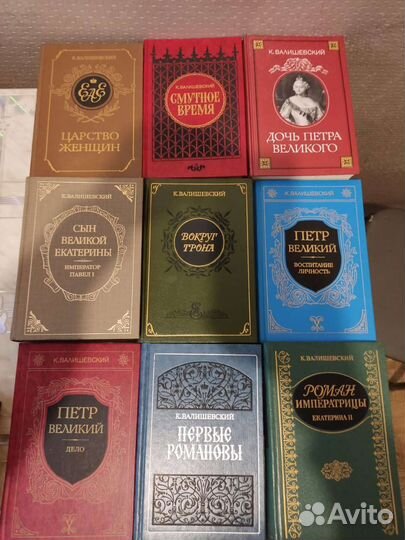 К. ВАЛИШЕВСКИЙ
ЦАРСТВО
ЖЕНЩИН
К. ВАЛИШЕВСКИЙ
СМУТНОЕ
ВРЕМЯ
К. ВАЛИШЕВСКИЙ
ДОЧЬ ПЕТРА
ВЕЛИКОГО
К. ВАЛИШЕВСКИЙ
СЫН
ВЕЛИКОЙ
ЕКАТЕРИНЫ
ИМПЕРАТОР
ПАВЕЛ I
К. ВАЛИШЕВСКИЙ
ВОКРУГ
ТРОНА
К. ВАЛИШЕВСКИЙ
ПЕТР
ВЕЛИКИЙ
ВОСПИТАНИЕ
ЛИЧНОСТЬ
К. ВАЛИШЕВСКИЙ
ПЕТР
ВЕЛИКИЙ
ДЕЛО
К. ВАЛИШЕВСКИЙ
ПЕРВЫЕ
РОМАНОВЫ
К. ВАЛИШЕВСКИЙ
РОМАН
ИМПЕРАТРИЦЫ
ЕКАТЕРИНА II
Avito